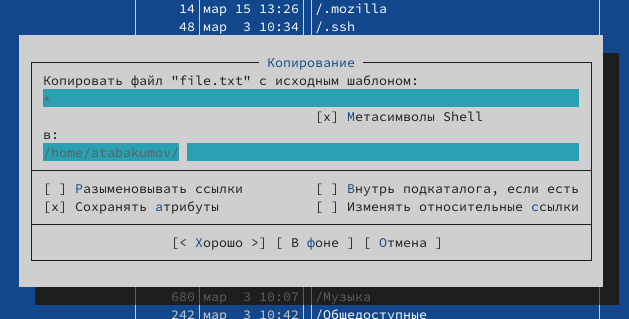 14 мар 15 13:26 /.mozilla
48 мар 3 10:34 /.ssh
Копирование
Копировать файл "file.txt" с исходным шаблоном:
*
[x] Метасимволы Shell
в:
/home/atabakumov/
[ ] Разыменовывать ссылки [ ] Внутрь подкаталога, если есть
[x] Сохранять атрибуты [ ] Изменять относительные ссылки
[< Хорошо >] [ В фоне ] [ Отмена ]
680 мар 3 10:07 /Музыка
242 мар 3 10:42 /Общедоступные